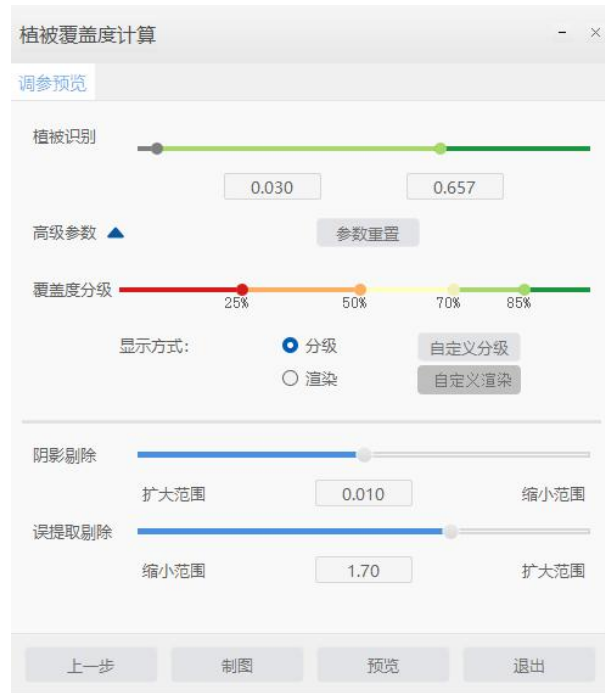 植被覆盖度计算
调参预览
植被识别
0.030 0.657
高级参数 参数重置
覆盖度分级
25% 50% 70% 85%
显示方式: 分级 自定义分级
渲染 自定义渲染
阴影剔除
扩大范围 0.010 缩小范围
误提取剔除
缩小范围 1.70 扩大范围
上一步 制图 预览 退出